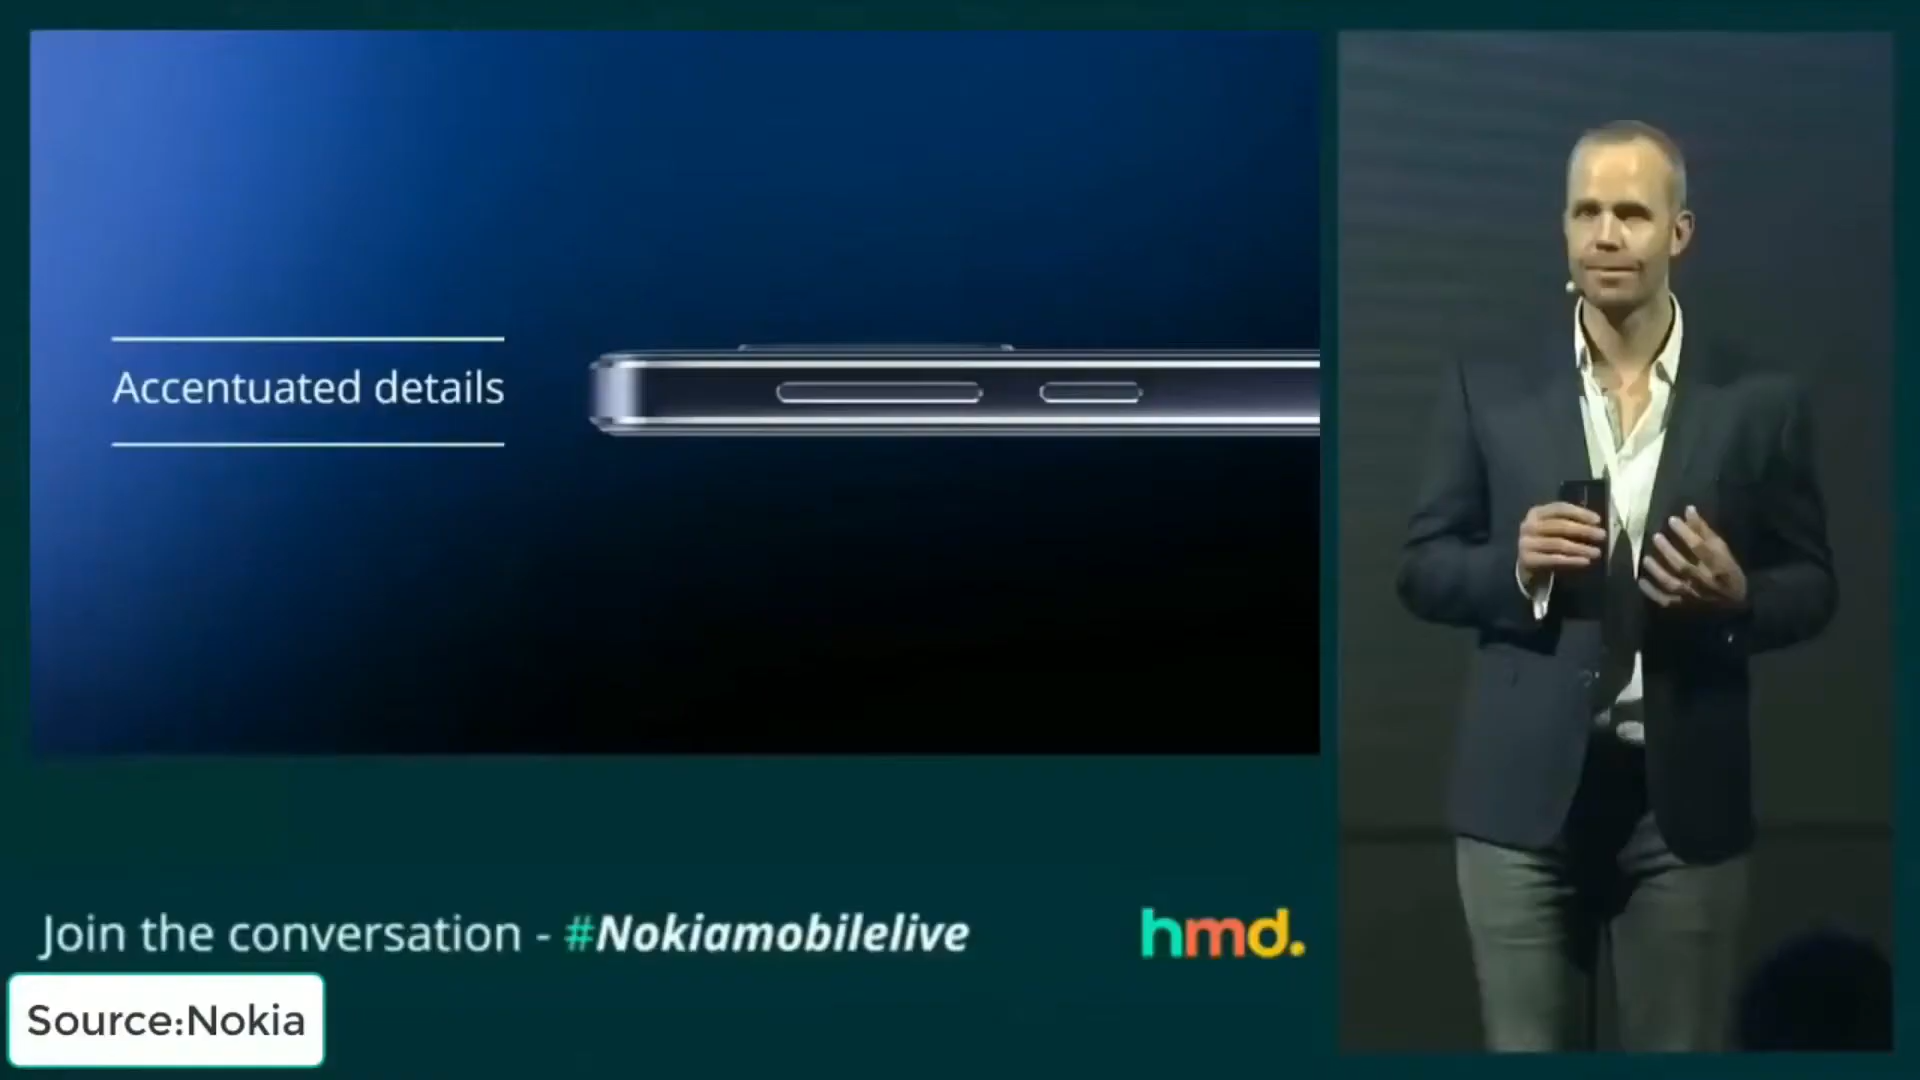 Accentuated details
Join the conversation - #Nokiamobilelive
hmd.
Source:Nokia